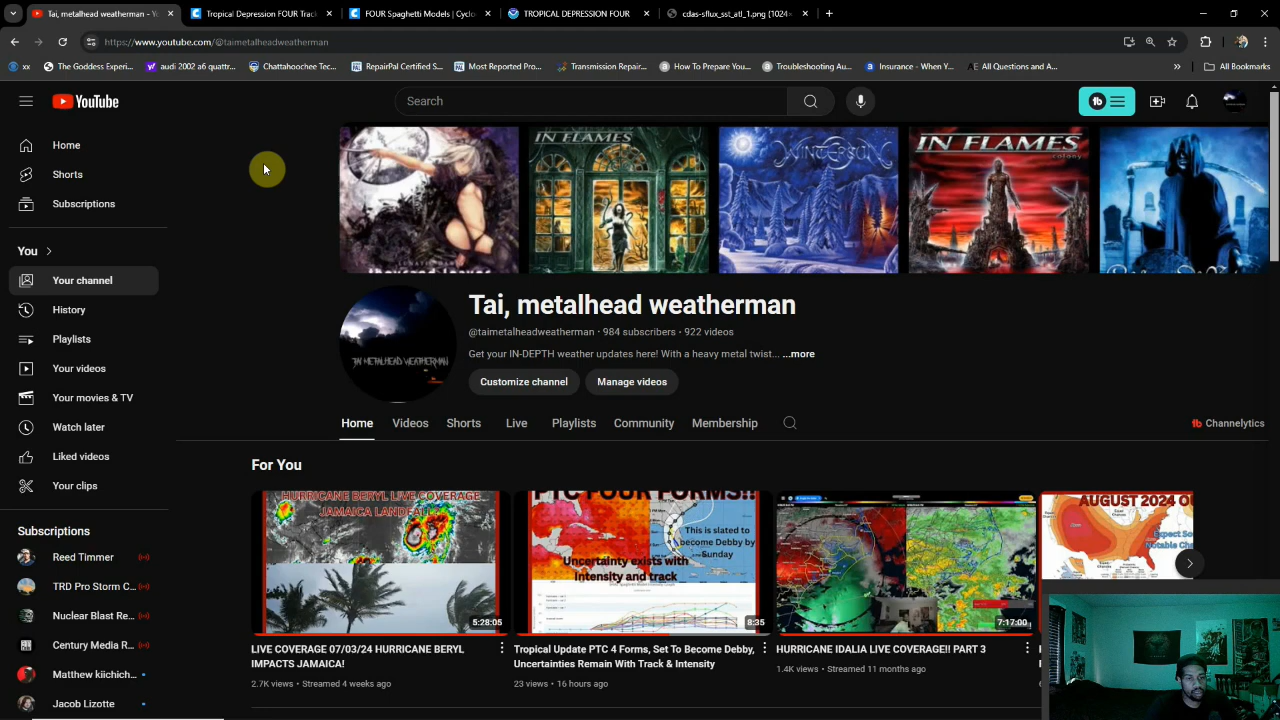 Tai, metalhead weatherman - Yo
Tropical Depression FOUR Track
FOUR Spaghetti Models | Cyclo
TROPICAL DEPRESSION FOUR
cdas-sflux_sst_atl_1.png (1024×
https://www.youtube.com/@taimetalheadweatherman
xx
The Goddess Experi...
audi 2002 a6 quattr...
Chattahoochee Tec...
RepairPal Certified S...
Most Reported Pro...
Transmission Repair...
How To Prepare You...
Troubleshooting Au...
Insurance - When Y...
All Questions and A...
All Bookmarks
YouTube
Search
Home
Shorts
Subscriptions
You
Your channel
History
Playlists
Your videos
Your movies & TV
Watch later
Liked videos
Your clips
Subscriptions
Reed Timmer
TRD Pro Storm C...
Nuclear Blast Re...
Century Media R...
Matthew kiichich...
Jacob Lizotte
IN FLAMES
WINTERSUN
IN FLAMES
colony
Tai, metalhead weatherman
@taimetalheadweatherman · 984 subscribers · 922 videos
Get your IN-DEPTH weather updates here! With a heavy metal twist... ...more
TAI METALHEAD WEATHERMAN
Customize channel
Manage videos
Home
Videos
Shorts
Live
Playlists
Community
Membership
Channelytics
For You
HURRICANE BERYL LIVE COVERAGE
JAMAICA LANDFALL
5:28:05
LIVE COVERAGE 07/03/24 HURRICANE BERYL
IMPACTS JAMAICA!
2.7K views · Streamed 4 weeks ago
PTC FOUR FORMS!!
This is slated to
become Debby by
Sunday
Uncertainty exists with
Intensity and track
8:35
Tropical Update PTC 4 Forms, Set To Become Debby,
Uncertainties Remain With Track & Intensity
23 views · 16 hours ago
7:17:00
HURRICANE IDALIA LIVE COVERAGE!! PART 3
1.4K views · Streamed 11 months ago
AUGUST 2024 O